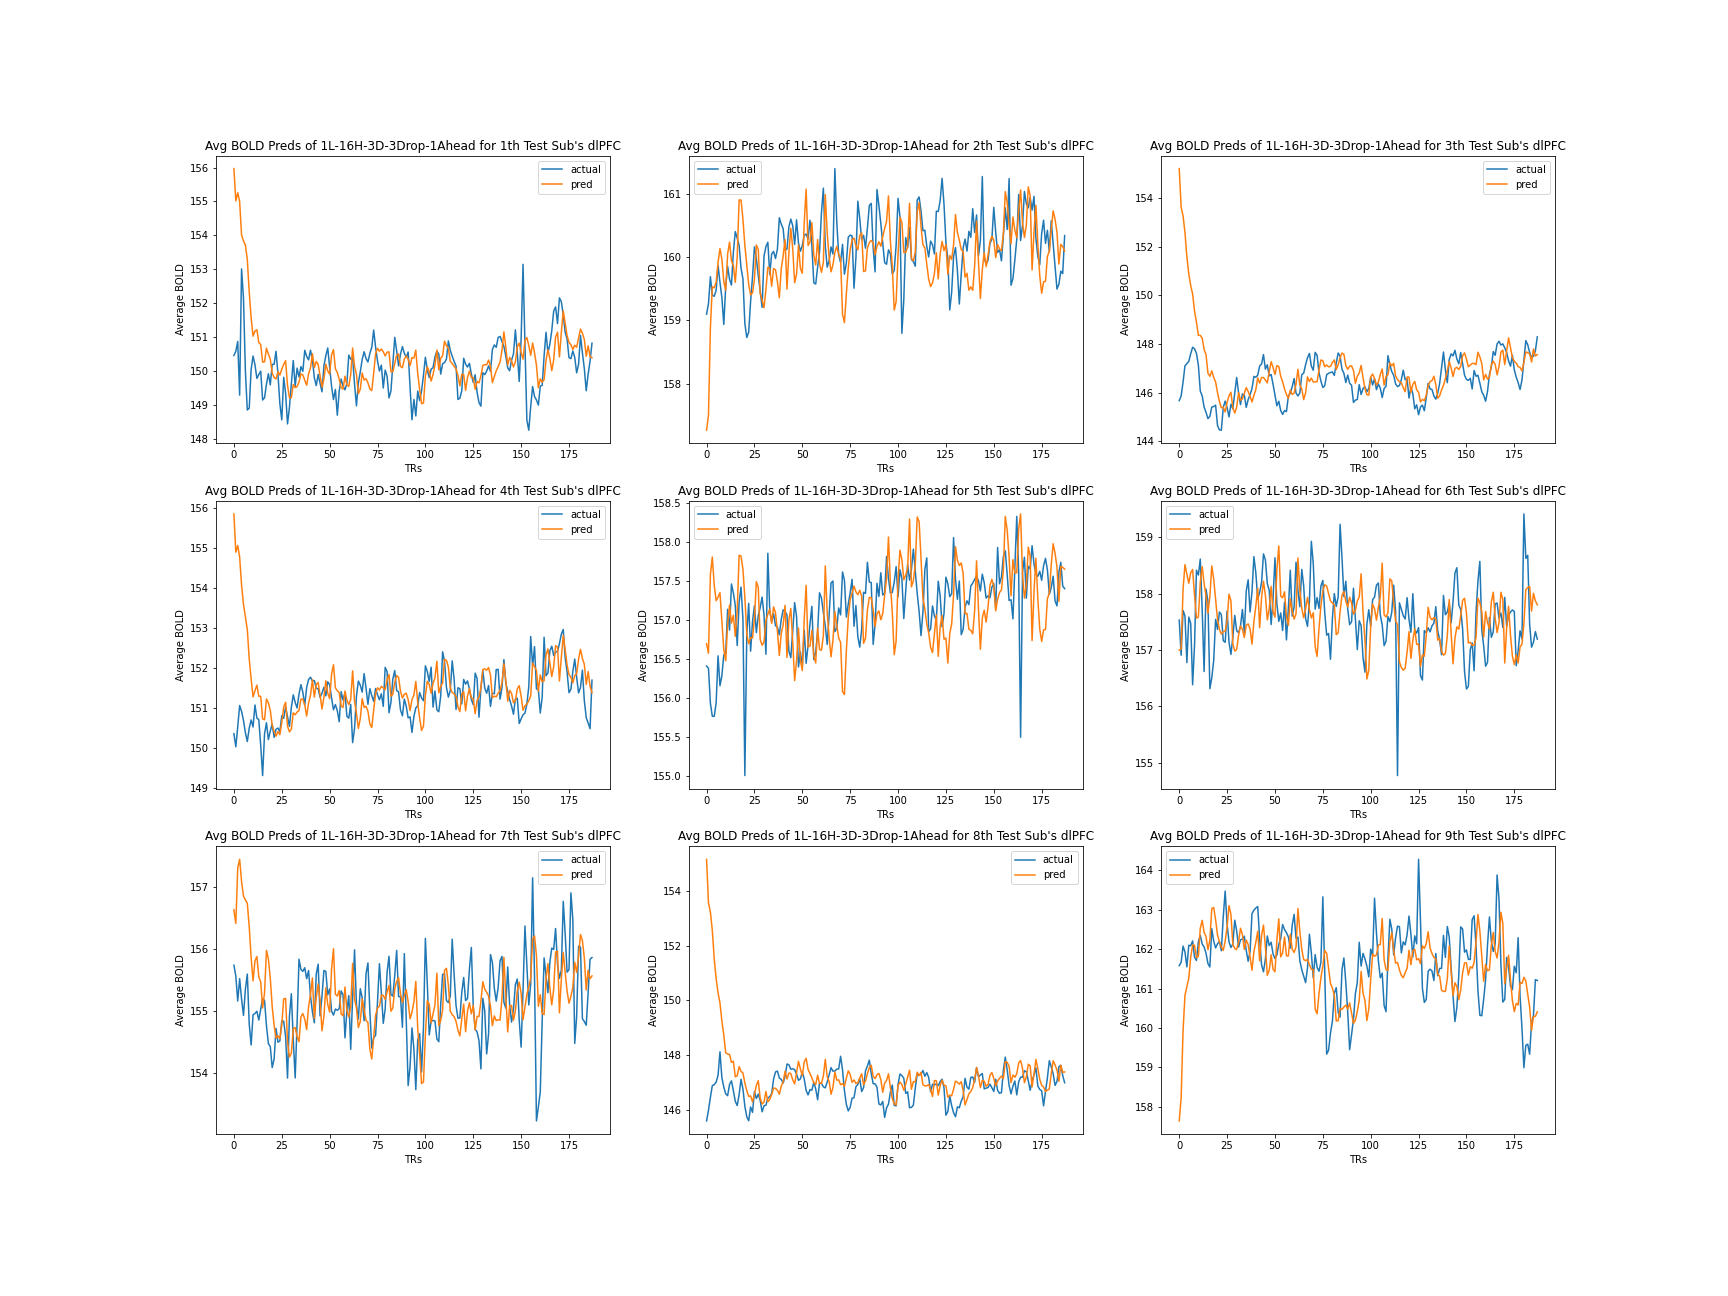 Avg BOLD Preds of 1L-16H-3D-3Drop-1Ahead for 1th Test Sub's dlPFC
156
155
154
153
152
151
150
149
148
Average BOLD
actual
pred
0 25 50 75 100 125 150 175
TRs
Avg BOLD Preds of 1L-16H-3D-3Drop-1Ahead for 2th Test Sub's dlPFC
161
160
159
158
Average BOLD
actual
pred
0 25 50 75 100 125 150 175
TRs
Avg BOLD Preds of 1L-16H-3D-3Drop-1Ahead for 3th Test Sub's dlPFC
154
152
150
148
146
144
Average BOLD
actual
pred
0 25 50 75 100 125 150 175
TRs
Avg BOLD Preds of 1L-16H-3D-3Drop-1Ahead for 4th Test Sub's dlPFC
156
155
154
153
152
151
150
149
Average BOLD
actual
pred
0 25 50 75 100 125 150 175
TRs
Avg BOLD Preds of 1L-16H-3D-3Drop-1Ahead for 5th Test Sub's dlPFC
158.5
158.0
157.5
157.0
156.5
156.0
155.5
155.0
Average BOLD
actual
pred
0 25 50 75 100 125 150 175
TRs
Avg BOLD Preds of 1L-16H-3D-3Drop-1Ahead for 6th Test Sub's dlPFC
159
158
157
156
155
Average BOLD
actual
pred
0 25 50 75 100 125 150 175
TRs
Avg BOLD Preds of 1L-16H-3D-3Drop-1Ahead for 7th Test Sub's dlPFC
157
156
155
154
Average BOLD
actual
pred
0 25 50 75 100 125 150 175
TRs
Avg BOLD Preds of 1L-16H-3D-3Drop-1Ahead for 8th Test Sub's dlPFC
154
152
150
148
146
Average BOLD
actual
pred
0 25 50 75 100 125 150 175
TRs
Avg BOLD Preds of 1L-16H-3D-3Drop-1Ahead for 9th Test Sub's dlPFC
164
163
162
161
160
159
158
Average BOLD
actual
pred
0 25 50 75 100 125 150 175
TRs